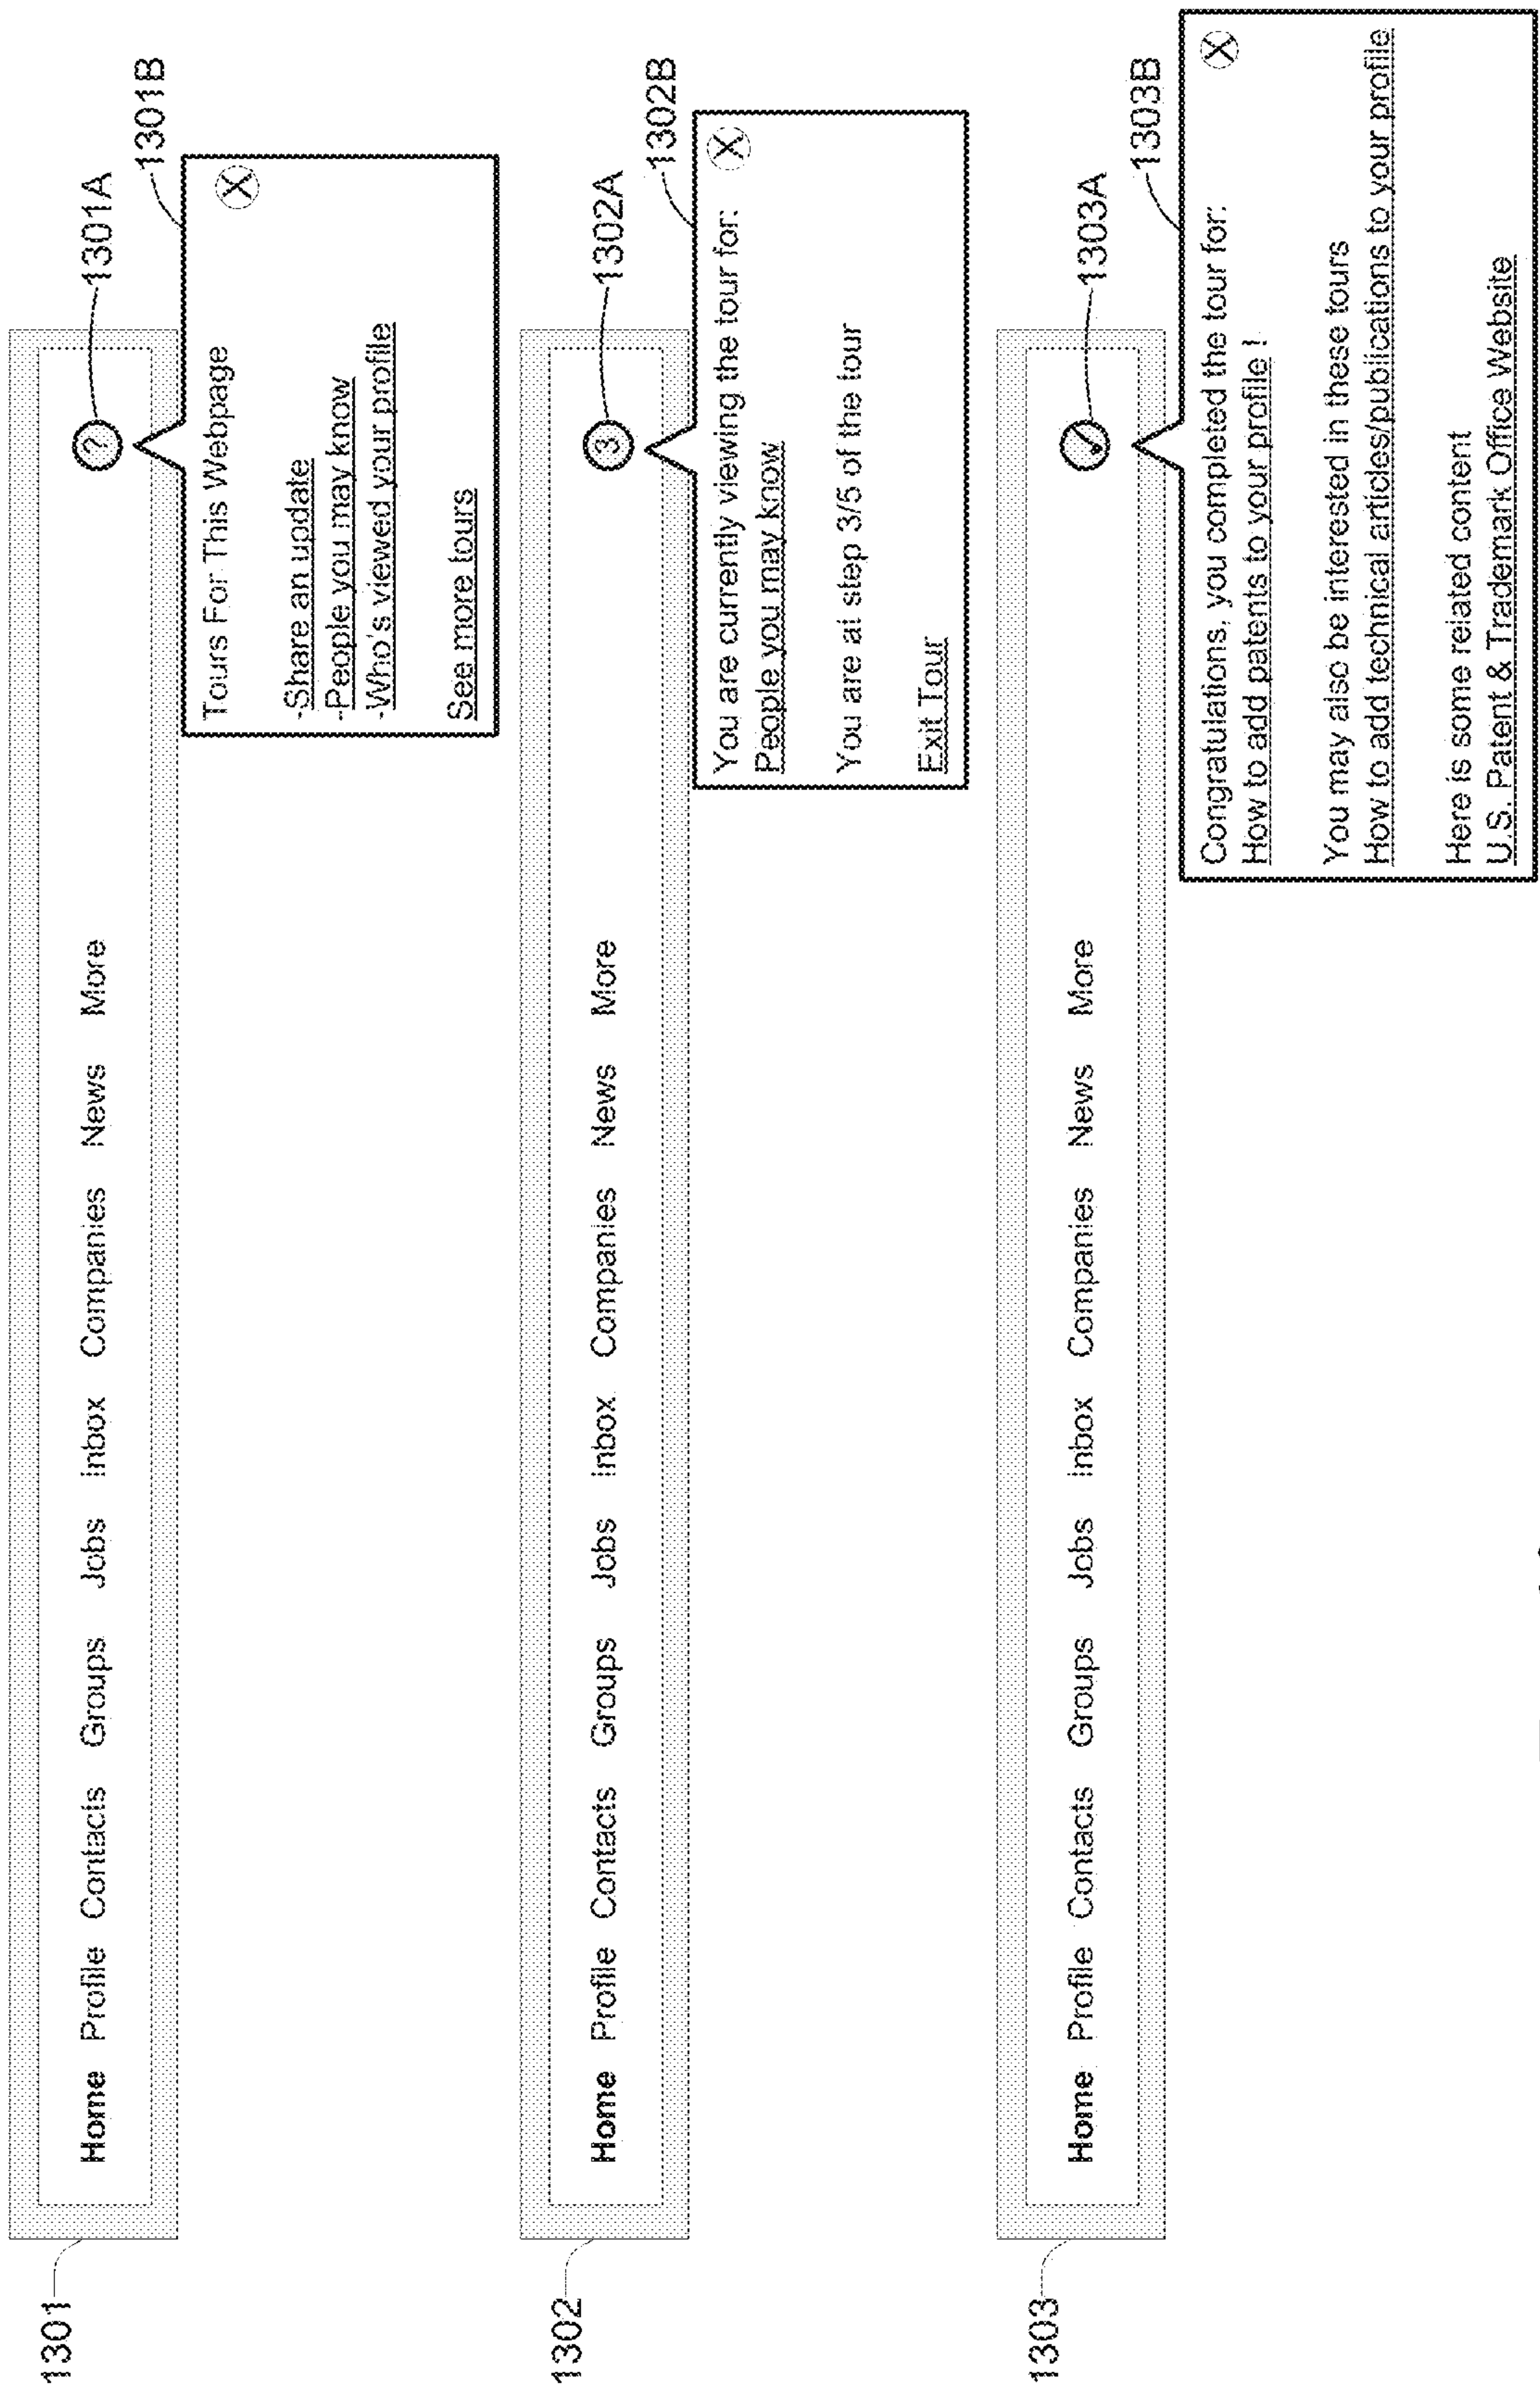 1301
Home Profile Contacts Groups Jobs Inbox Companies News More
?
1301A
1301B
Tours For This Webpage
X
-Share an update
-People you may know
-Who's viewed your profile
See more tours
1302
Home Profile Contacts Groups Jobs Inbox Companies News More
3
1302A
1302B
You are currently viewing the tour for:
X
People you may know
You are at step 3/5 of the tour
Exit Tour
1303
Home Profile Contacts Groups Jobs Inbox Companies News More
1303A
1303B
Congratulations, you completed the tour for:
X
How to add patents to your profile !
You may also be interested in these tours
How to add technical articles/publications to your profile
Here is some related content
U.S. Patent & Trademark Office Website